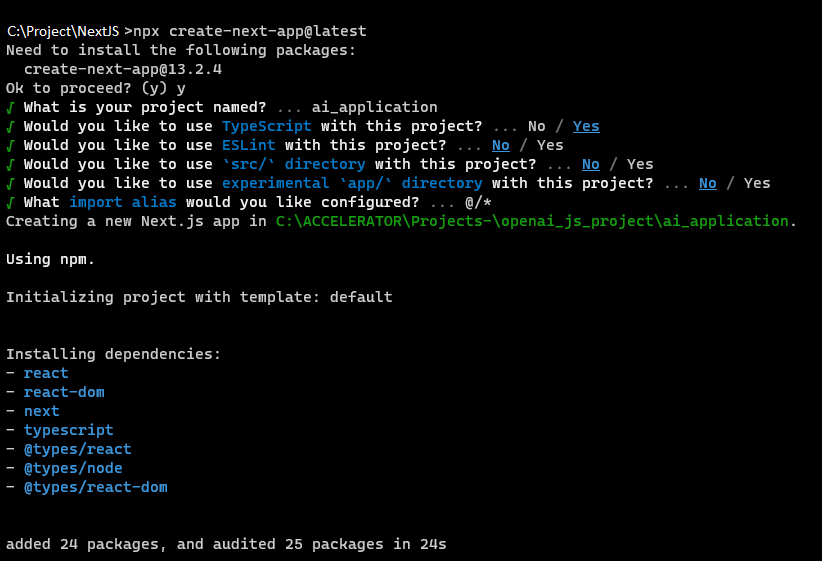 C:\Project\NextJS >npx create-next-app@latest
Need to install the following packages:
  create-next-app@13.2.4
Ok to proceed? (y) y
√ What is your project named? ... ai_application
√ Would you like to use TypeScript with this project? ... No / Yes
√ Would you like to use ESLint with this project? ... No / Yes
√ Would you like to use `src/` directory with this project? ... No / Yes
√ Would you like to use experimental `app/` directory with this project? ... No / Yes
√ What import alias would you like configured? ... @/*
Creating a new Next.js app in C:\ACCELERATOR\Projects-\openai_js_project\ai_application.
Using npm.
Initializing project with template: default
Installing dependencies:
- react
- react-dom
- next
- typescript
- @types/react
- @types/node
- @types/react-dom
added 24 packages, and audited 25 packages in 24s